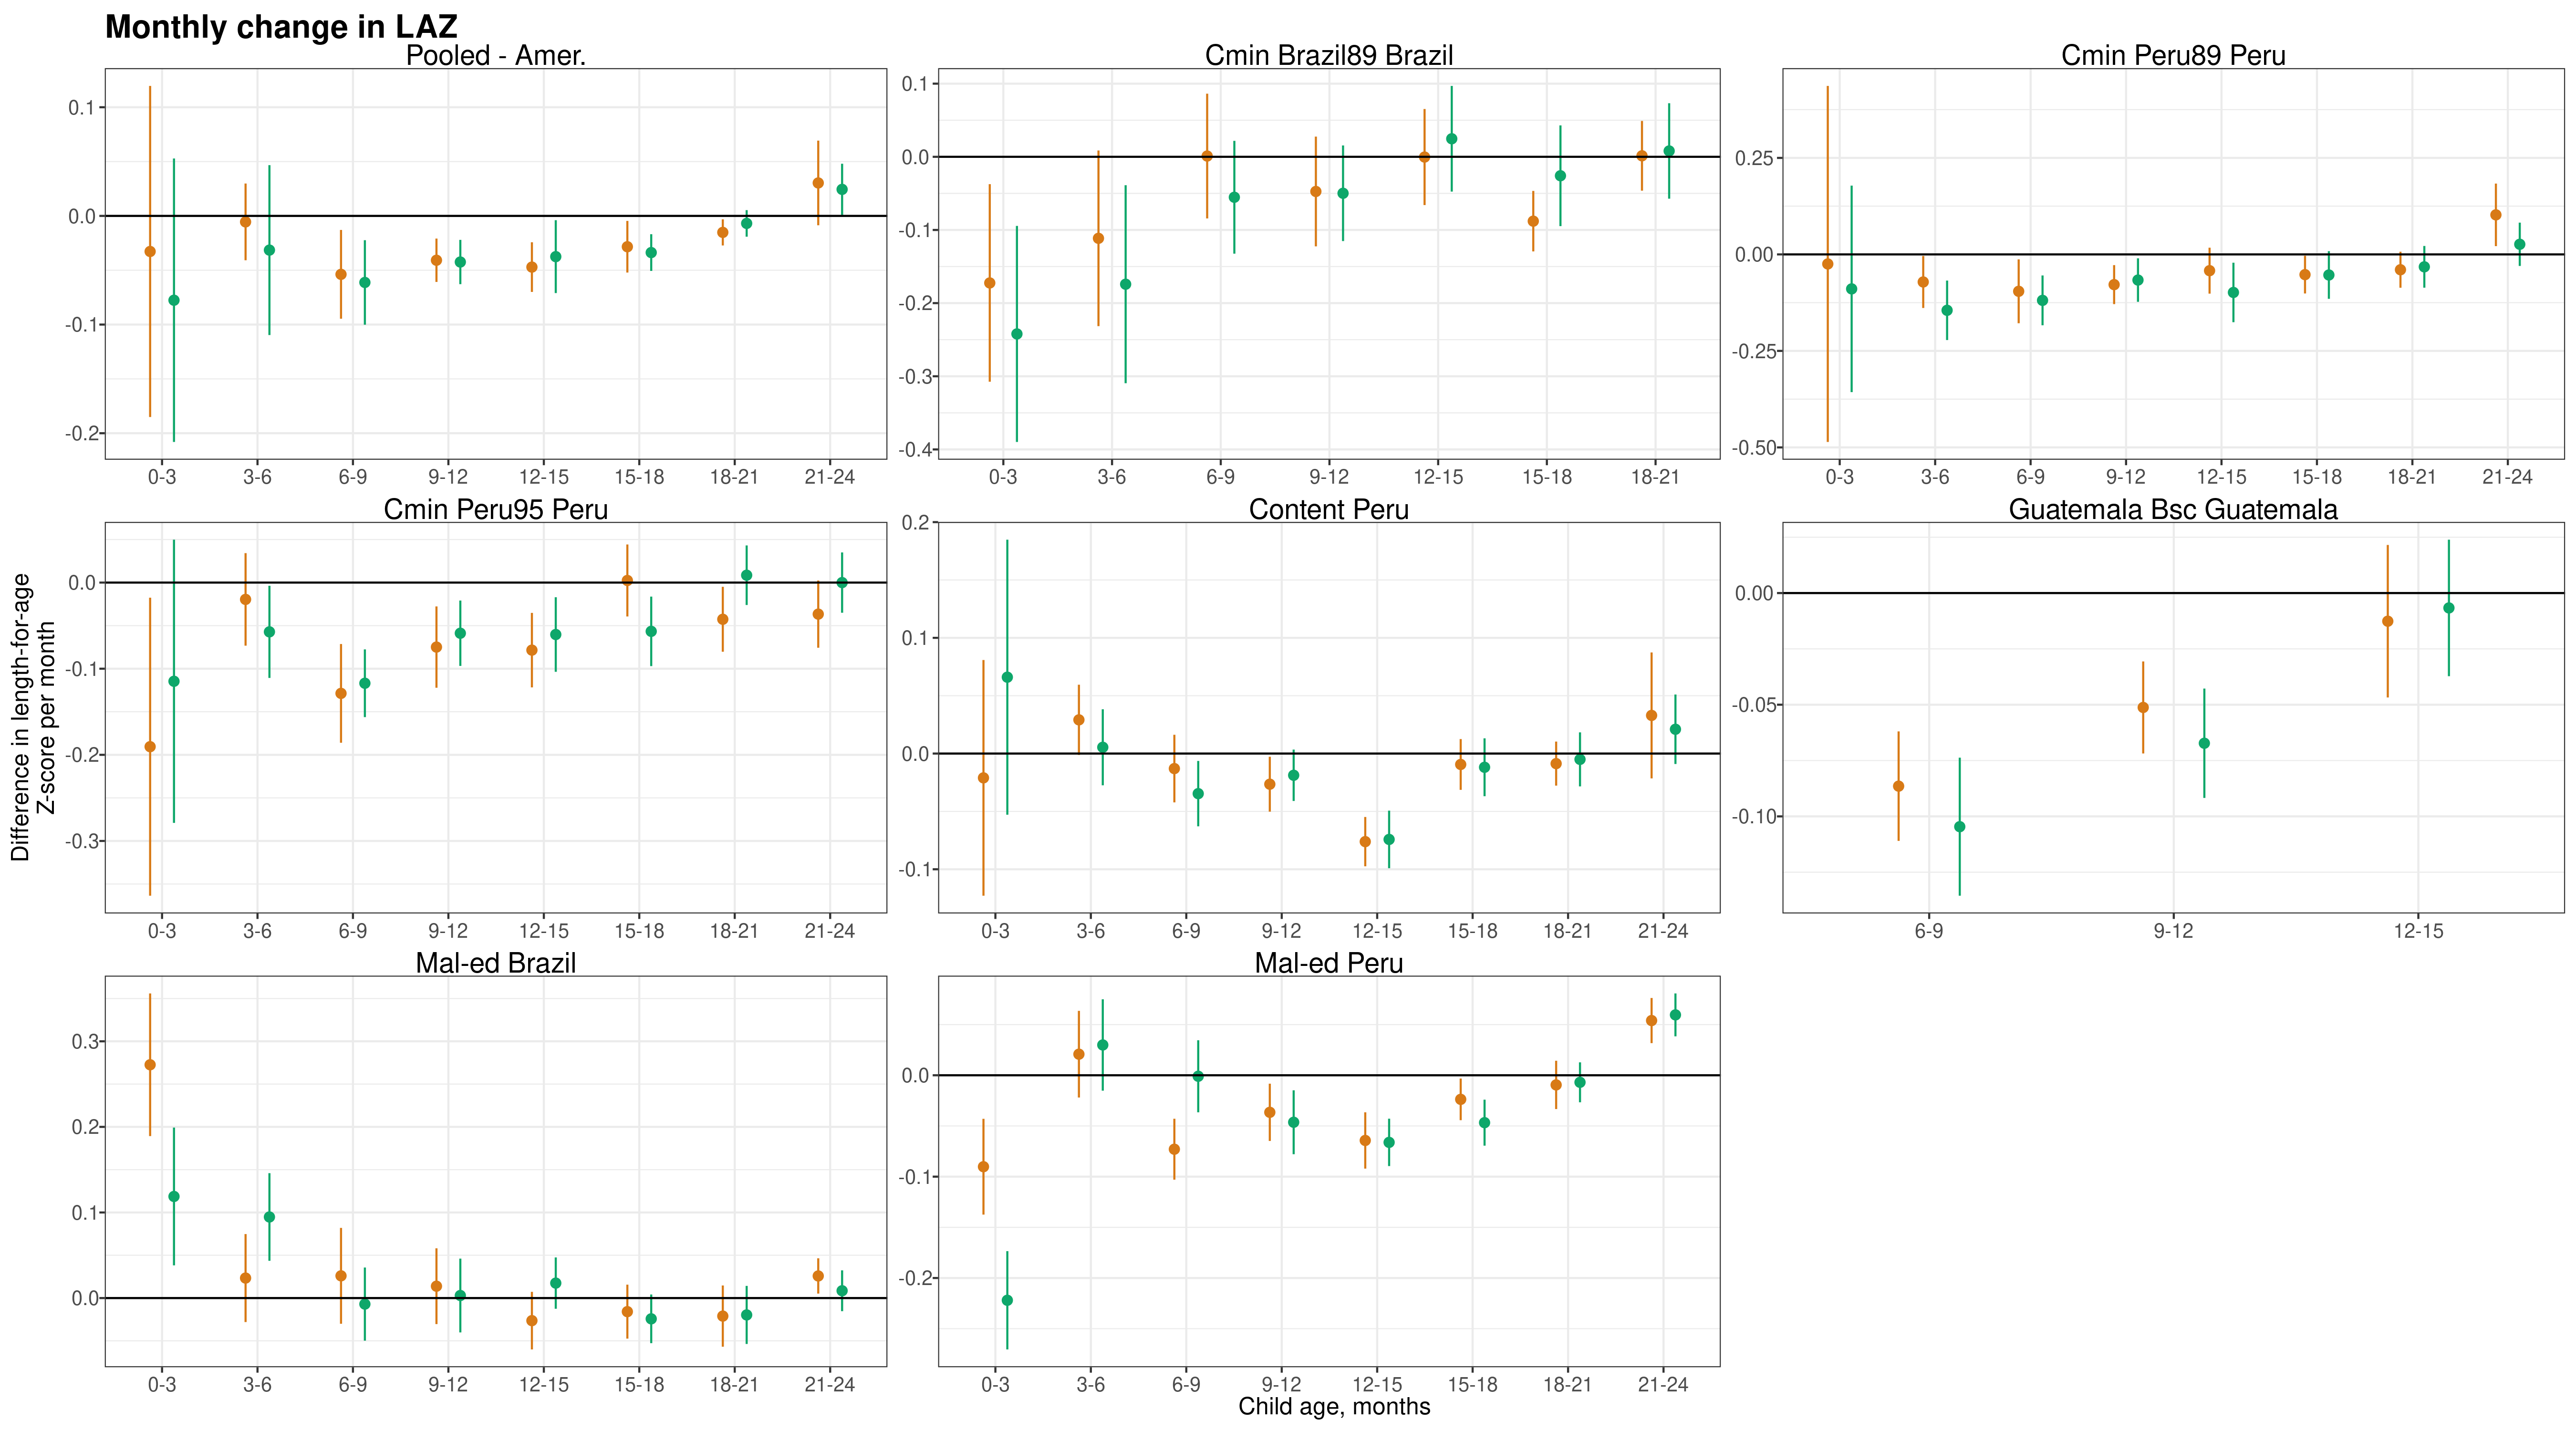 Monthly change in LAZ
Pooled - Amer.
Cmin Brazil89 Brazil
Cmin Peru89 Peru
0.1
0.0
-0.1
-0.2
0-3 3-6 6-9 9-12 12-15 15-18 18-21 21-24
0.1
0.0
-0.1
-0.2
-0.3
-0.4
0-3 3-6 6-9 9-12 12-15 15-18 18-21
0.25
0.00
-0.25
-0.50
0-3 3-6 6-9 9-12 12-15 15-18 18-21 21-24
Cmin Peru95 Peru
Content Peru
Guatemala Bsc Guatemala
Difference in length-for-age
Z-score per month
0.0
-0.1
-0.2
-0.3
0-3 3-6 6-9 9-12 12-15 15-18 18-21 21-24
0.2
0.1
0.0
-0.1
0-3 3-6 6-9 9-12 12-15 15-18 18-21 21-24
0.00
-0.05
-0.10
6-9 9-12 12-15
Mal-ed Brazil
Mal-ed Peru
0.3
0.2
0.1
0.0
0-3 3-6 6-9 9-12 12-15 15-18 18-21 21-24
0.0
-0.1
-0.2
0-3 3-6 6-9 9-12 12-15 15-18 18-21 21-24
Child age, months